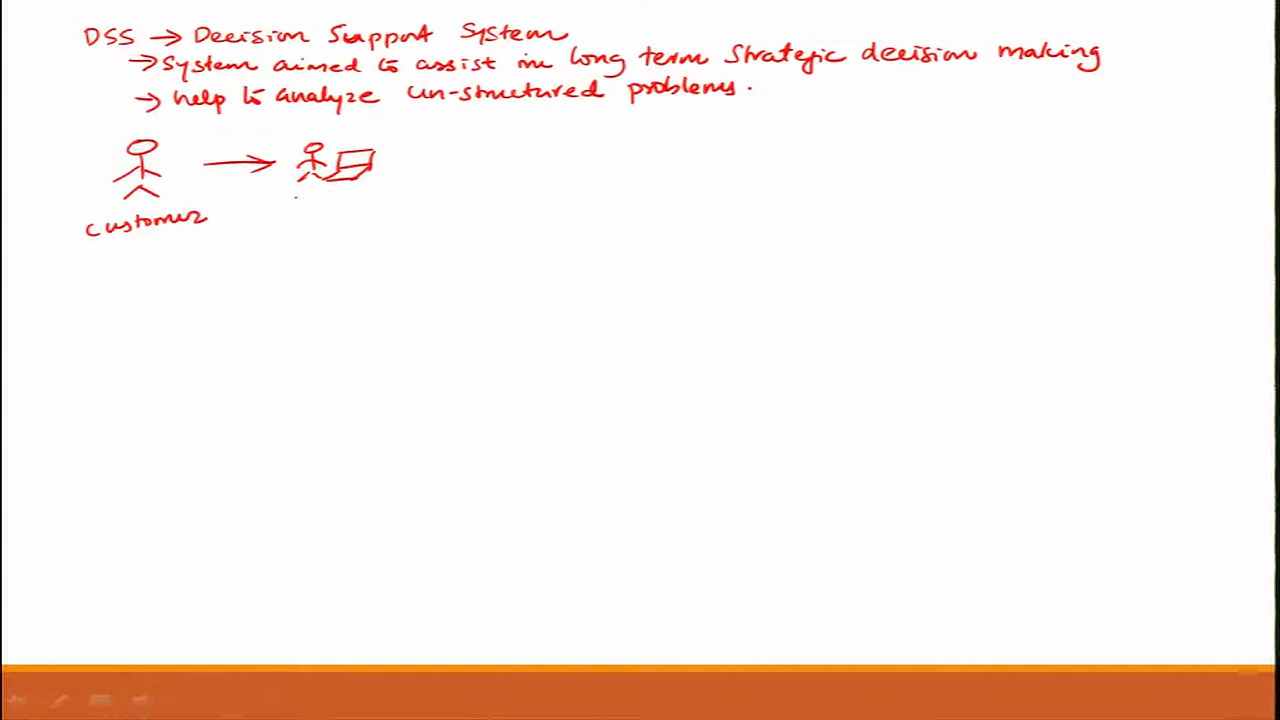 DSS → Decision Support System
→ System aimed to assist in long term Strategic decision making
→ help to analyze un-structured problems.
customer